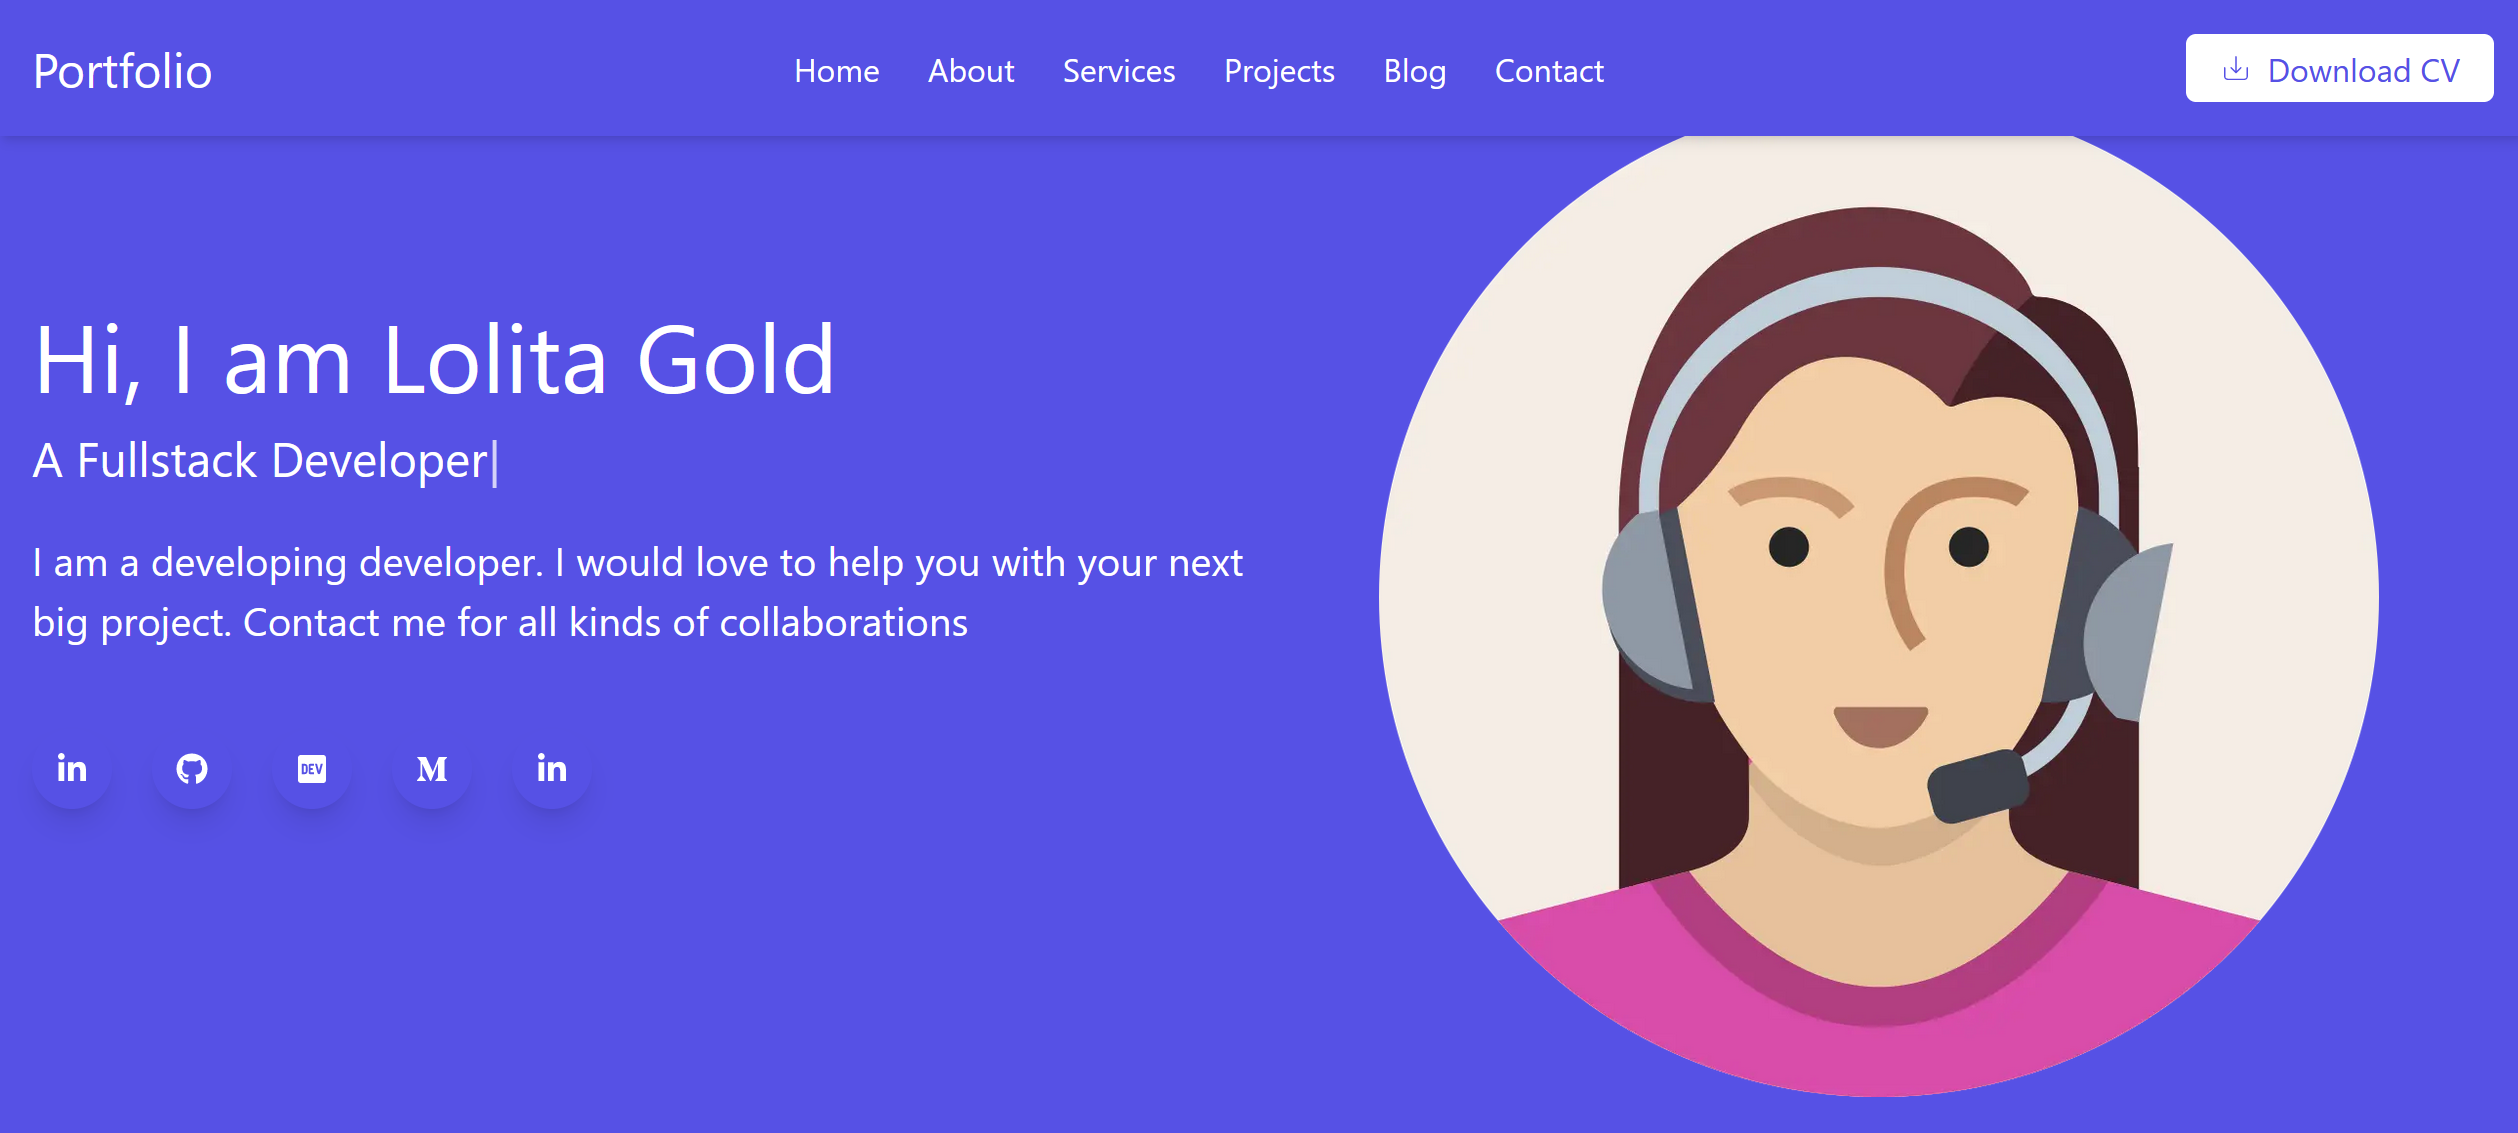 Portfolio
Home About Services Projects Blog Contact
Download CV
Hi, I am Lolita Gold
A Fullstack Developer|
I am a developing developer. I would love to help you with your next
big project. Contact me for all kinds of collaborations
in DEV M in